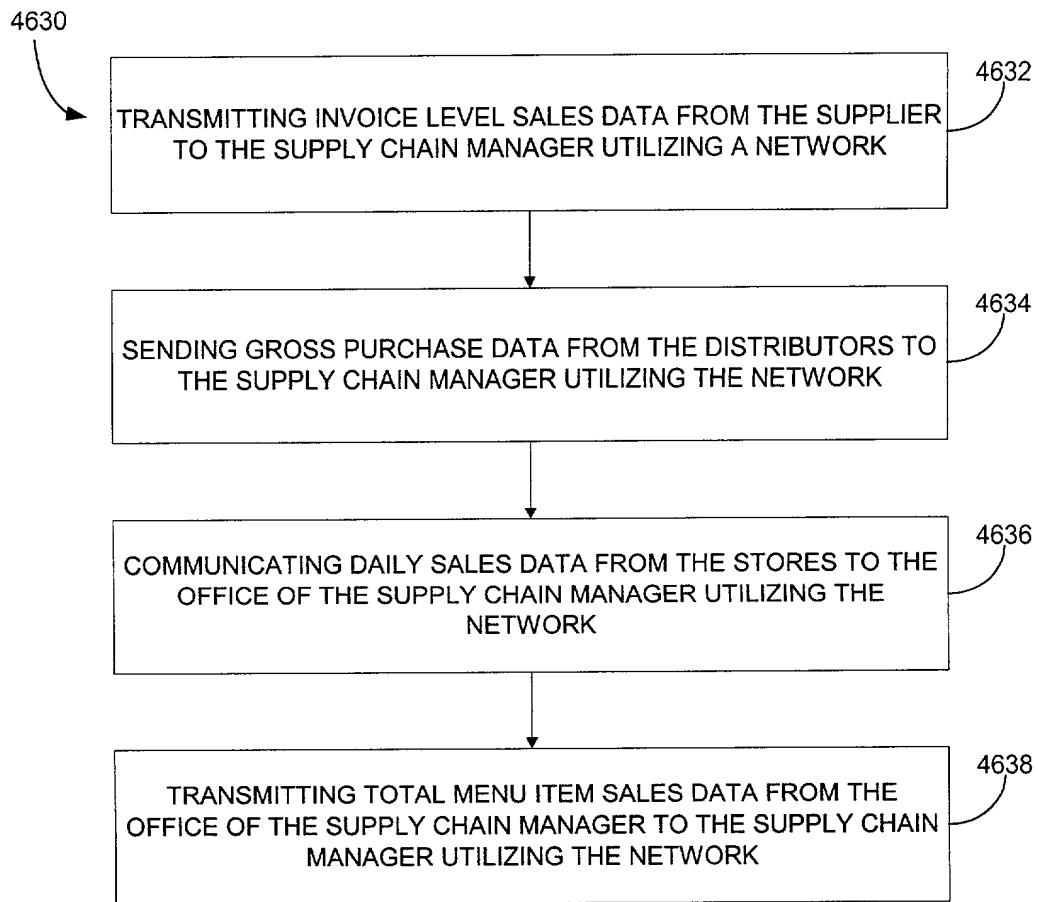 4630
4632
TRANSMITTING INVOICE LEVEL SALES DATA FROM THE SUPPLIER
TO THE SUPPLY CHAIN MANAGER UTILIZING A NETWORK
4634
SENDING GROSS PURCHASE DATA FROM THE DISTRIBUTORS TO
THE SUPPLY CHAIN MANAGER UTILIZING THE NETWORK
4636
COMMUNICATING DAILY SALES DATA FROM THE STORES TO THE
OFFICE OF THE SUPPLY CHAIN MANAGER UTILIZING THE
NETWORK
4638
TRANSMITTING TOTAL MENU ITEM SALES DATA FROM THE
OFFICE OF THE SUPPLY CHAIN MANAGER TO THE SUPPLY CHAIN
MANAGER UTILIZING THE NETWORK